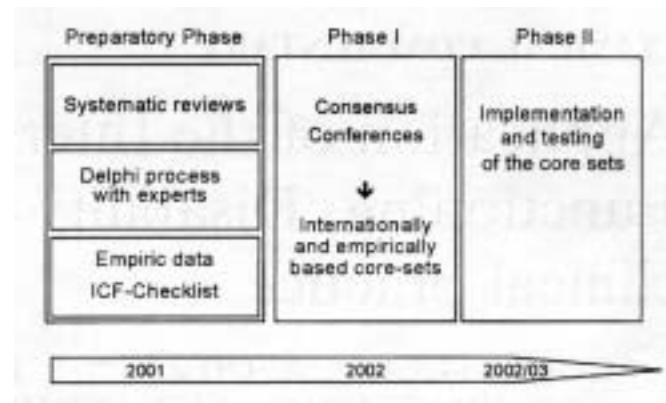 Preparatory Phase
Phase I
Phase II
Systematic reviews
Delphi process
with experts
Empiric data
ICF-Checklist
Consensus
Conferences
Internationally
and empirically
based core-sets
Implementation
and testing
of the core sets
2001
2002
2002/03